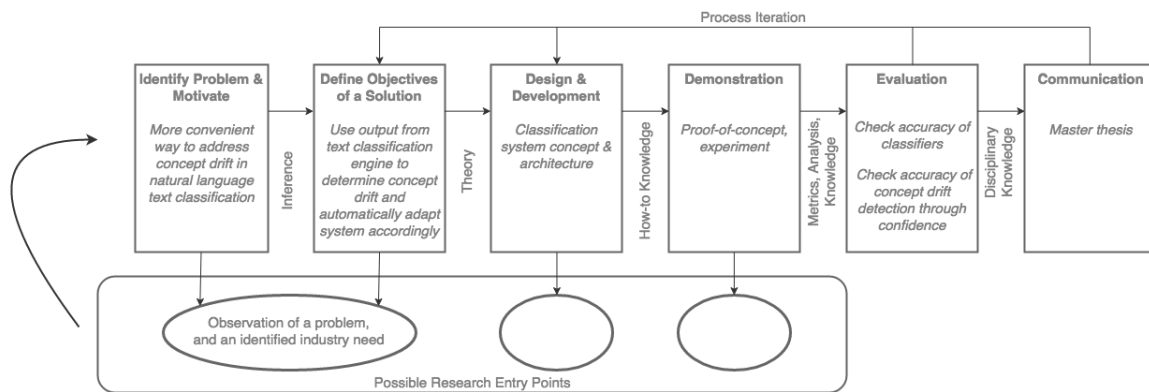 Process Iteration
Identify Problem &
Motivate
More convenient
way to address
concept drift in
natural language
text classification
Inference
Define Objectives
of a Solution
Use output from
text classification
engine to
determine concept
drift and
automatically adapt
system accordingly
Theory
Design &
Development
Classification
system concept &
architecture
How-to Knowledge
Demonstration
Proof-of-concept,
experiment
Metrics, Analysis,
Knowledge
Evaluation
Check accuracy of
classifiers
Check accuracy of
concept drift
detection through
confidence
Disciplinary
Knowledge
Communication
Master thesis
Observation of a problem,
and an identified industry need
Possible Research Entry Points